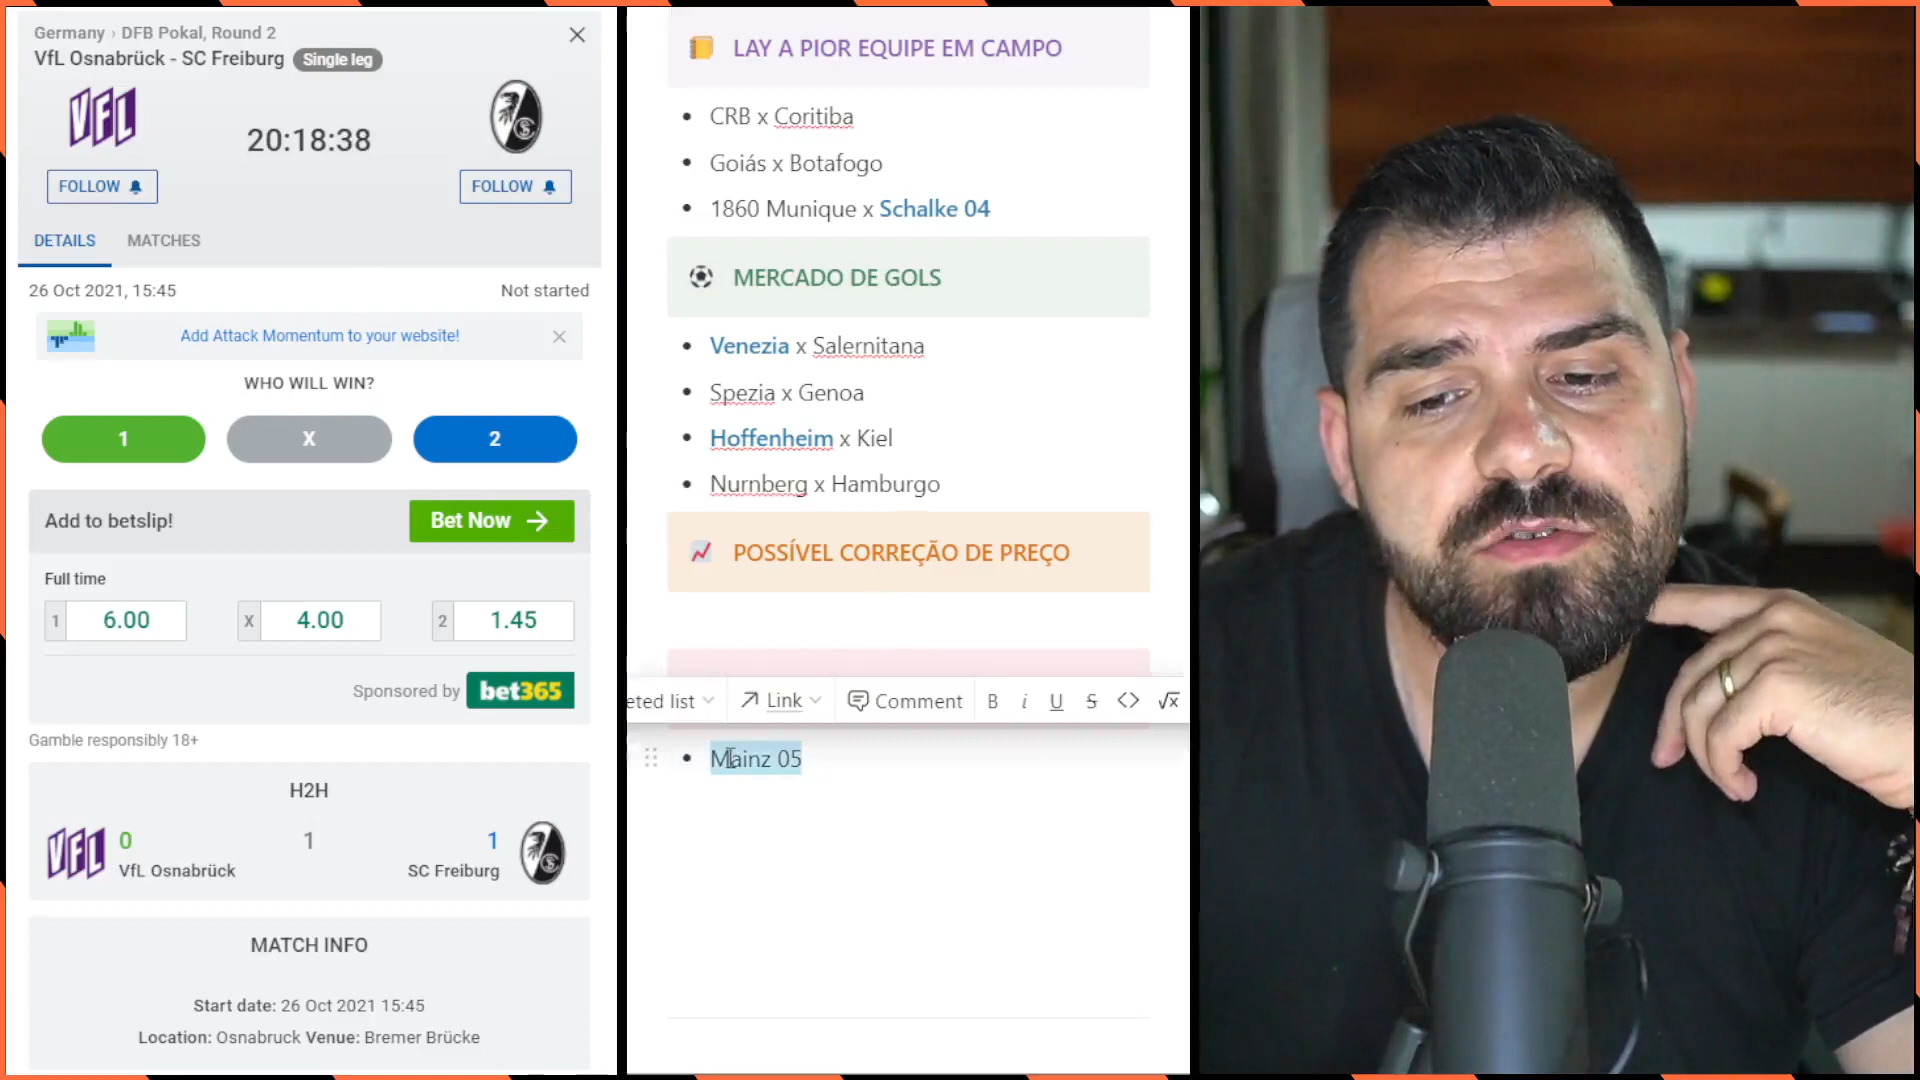 Germany › DFB Pokal, Round 2
VfL Osnabrück - SC Freiburg Single leg
VFL
20:18:38
FOLLOW
FOLLOW
DETAILS MATCHES
26 Oct 2021, 15:45 Not started
Add Attack Momentum to your website!
WHO WILL WIN?
1 X 2
Add to betslip! Bet Now →
Full time
1 6.00 X 4.00 2 1.45
Sponsored by bet365
Gamble responsibly 18+
H2H
VFL 0 1 1
VfL Osnabrück SC Freiburg
MATCH INFO
Start date: 26 Oct 2021 15:45
Location: Osnabruck Venue: Bremer Brücke
LAY A PIOR EQUIPE EM CAMPO
• CRB x Coritiba
• Goiás x Botafogo
• 1860 Munique x Schalke 04
MERCADO DE GOLS
• Venezia x Salernitana
• Spezia x Genoa
• Hoffenheim x Kiel
• Nurnberg x Hamburgo
POSSÍVEL CORREÇÃO DE PREÇO
eted list Link Comment B i U S <> √x
• Mainz 05